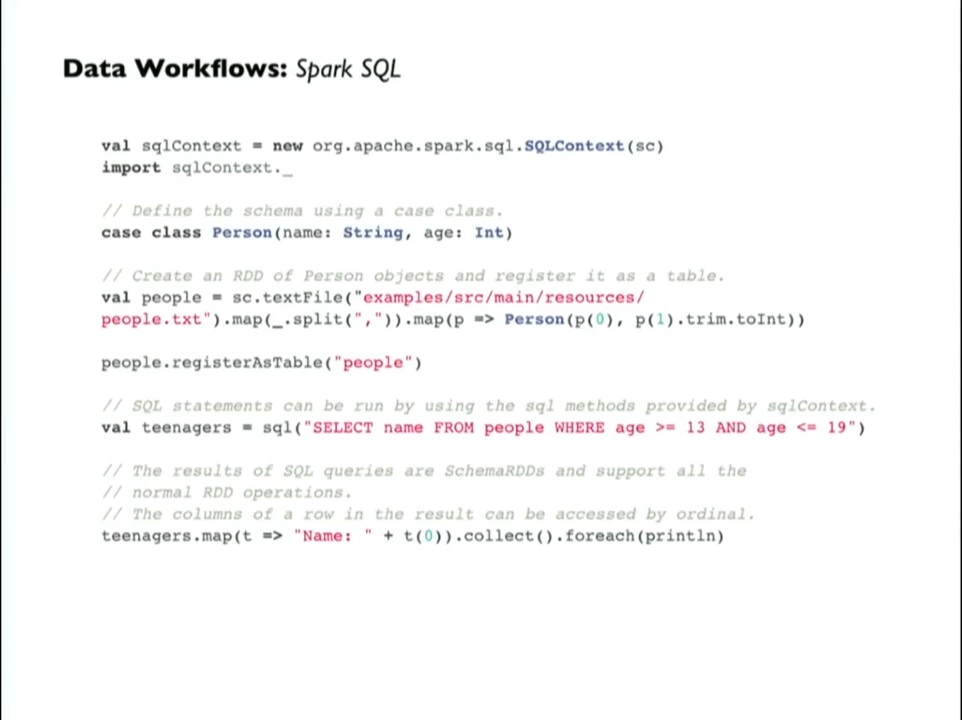 Data Workflows: Spark SQL
val sqlContext = new org.apache.spark.sql.SQLContext(sc)
import sqlContext._
// Define the schema using a case class.
case class Person(name: String, age: Int)
// Create an RDD of Person objects and register it as a table.
val people = sc.textFile("examples/src/main/resources/
people.txt").map(_.split(",")).map(p => Person(p(0), p(1).trim.toInt))
people.registerAsTable("people")
// SQL statements can be run by using the sql methods provided by sqlContext.
val teenagers = sql("SELECT name FROM people WHERE age >= 13 AND age <= 19")
// The results of SQL queries are SchemaRDDs and support all the
// normal RDD operations.
// The columns of a row in the result can be accessed by ordinal.
teenagers.map(t => "Name: " + t(0)).collect().foreach(println)